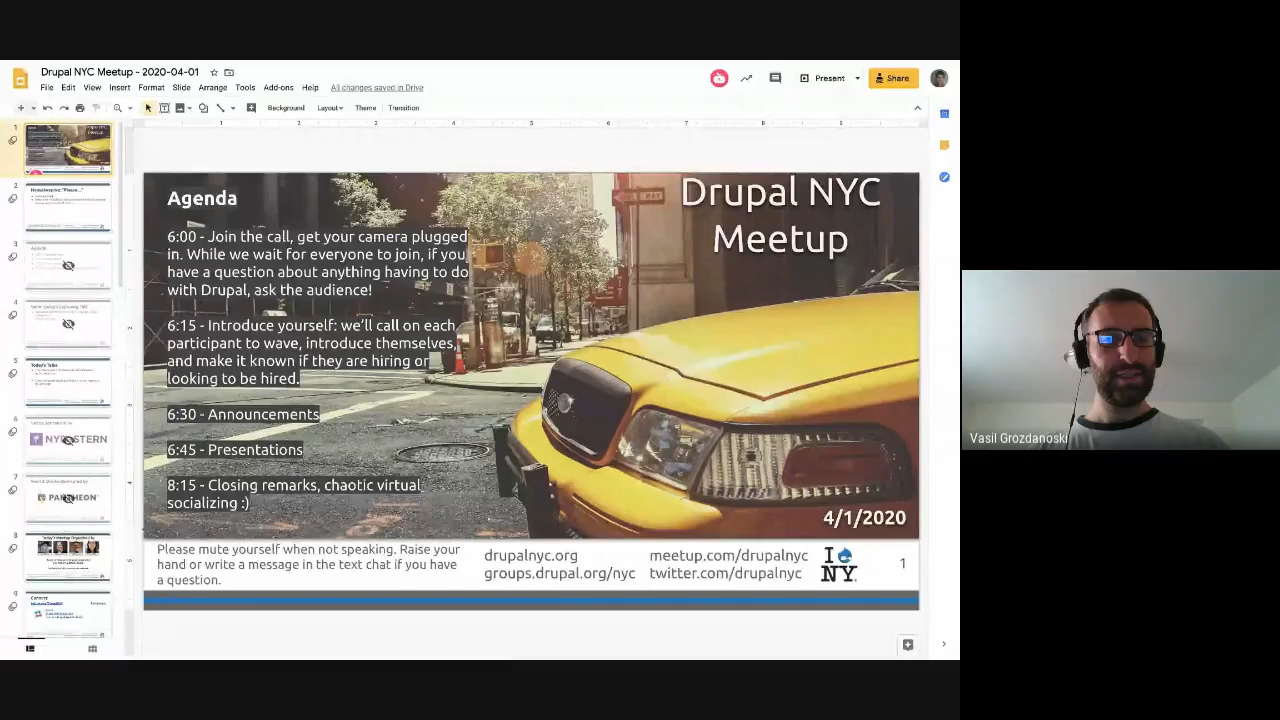 Drupal NYC Meetup - 2020-04-01
File Edit View Insert Format Slide Arrange Tools Add-ons Help All changes saved in Drive
Present
Share
Background Layout Theme Transition
Agenda
6:00 - Join the call, get your camera plugged
in. While we wait for everyone to join, if you
have a question about anything having to do
with Drupal, ask the audience!
6:15 - Introduce yourself: we'll call on each
participant to wave, introduce themselves,
and make it known if they are hiring or
looking to be hired.
6:30 - Announcements
6:45 - Presentations
8:15 - Closing remarks, chaotic virtual
socializing :)
Drupal NYC
Meetup
4/1/2020
Please mute yourself when not speaking. Raise your
hand or write a message in the text chat if you have
a question.
drupalnyc.org
groups.drupal.org/nyc
meetup.com/drupalnyc
twitter.com/drupalnyc
I
NY
1
Vasil Grozdanoski